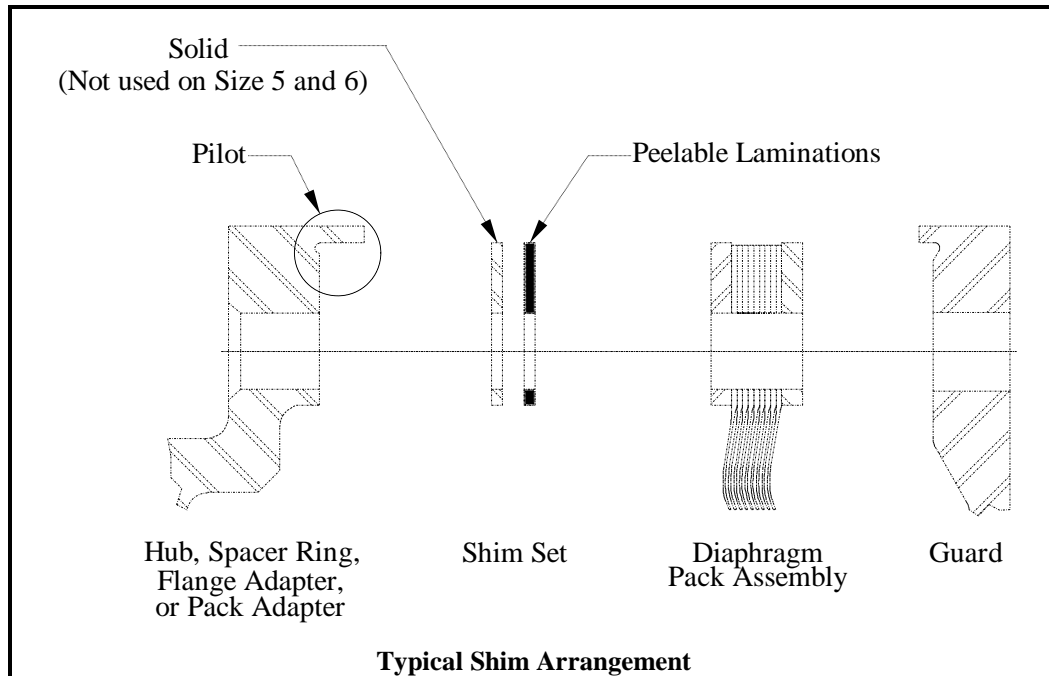 Solid
(Not used on Size 5 and 6)
Pilot
Peelable Laminations
Hub, Spacer Ring,
Flange Adapter,
or Pack Adapter
Shim Set
Diaphragm
Pack Assembly
Guard
Typical Shim Arrangement